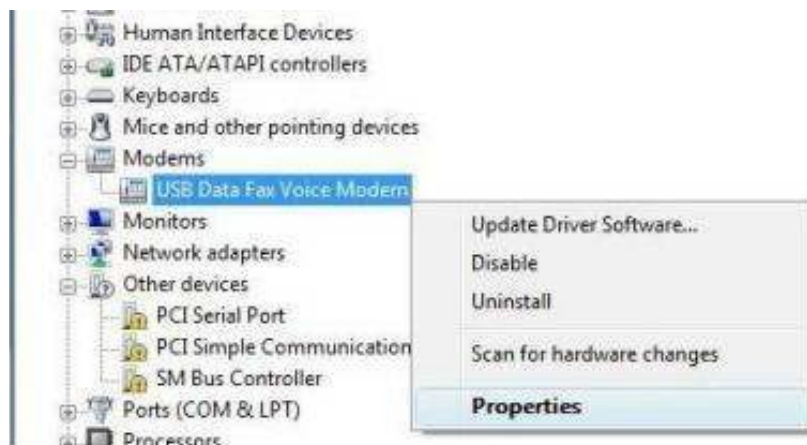 Human Interface Devices
IDE ATA/ATAPI controllers
Keyboards
Mice and other pointing devices
Modems
USB Data Fax Voice Modem
Monitors
Network adapters
Other devices
PCI Serial Port
PCI Simple Communication
SM Bus Controller
Ports (COM & LPT)
Processors
Update Driver Software...
Disable
Uninstall
Scan for hardware changes
Properties